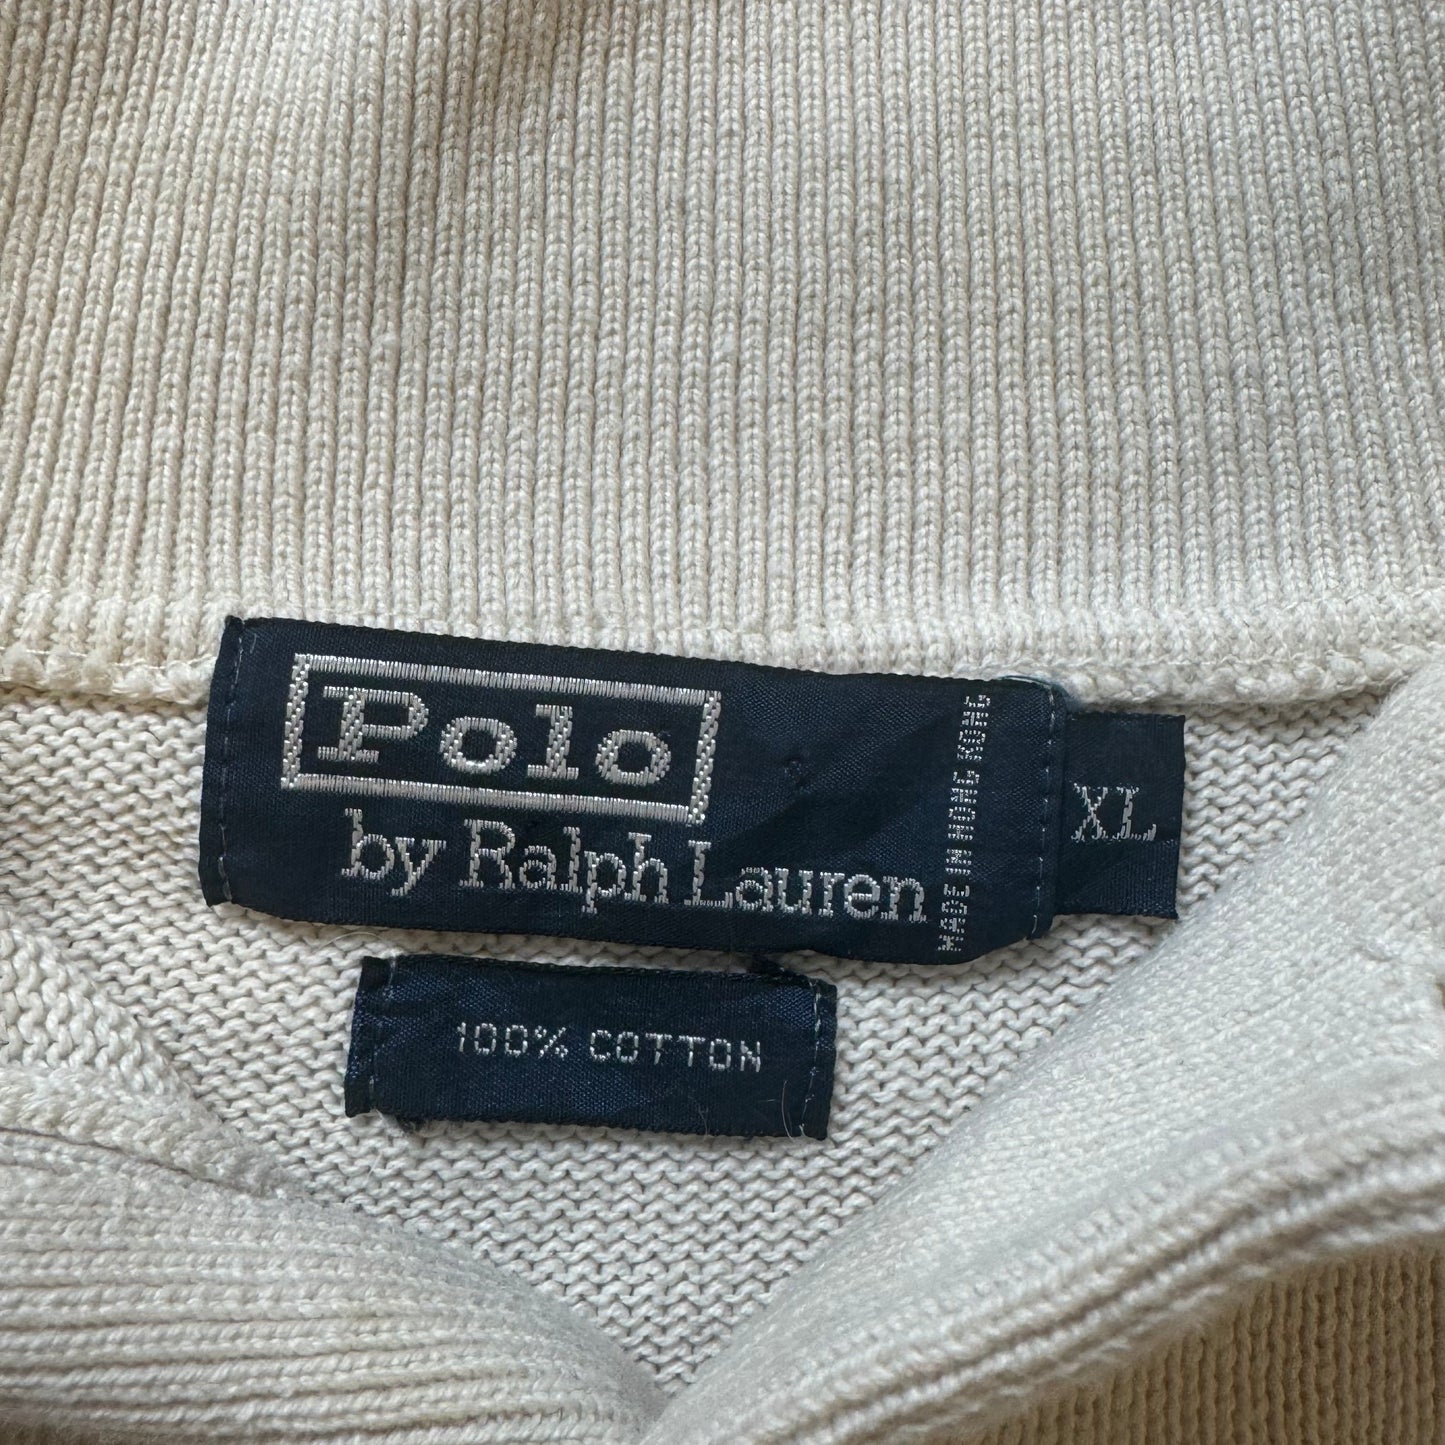 Polo
by Ralph Lauren
MADE IN HONG KONG
XL
100% COTTON